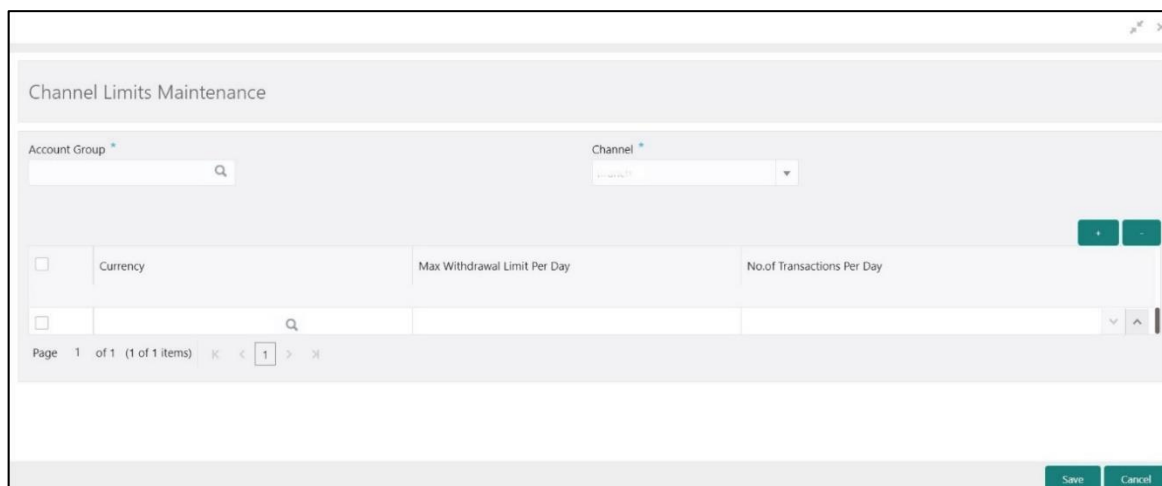 Channel Limits Maintenance
Account Group * Channel *
+ -
Currency Max Withdrawal Limit Per Day No.of Transactions Per Day
Page 1 of 1 (1 of 1 items) K < 1 > >|
Save Cancel